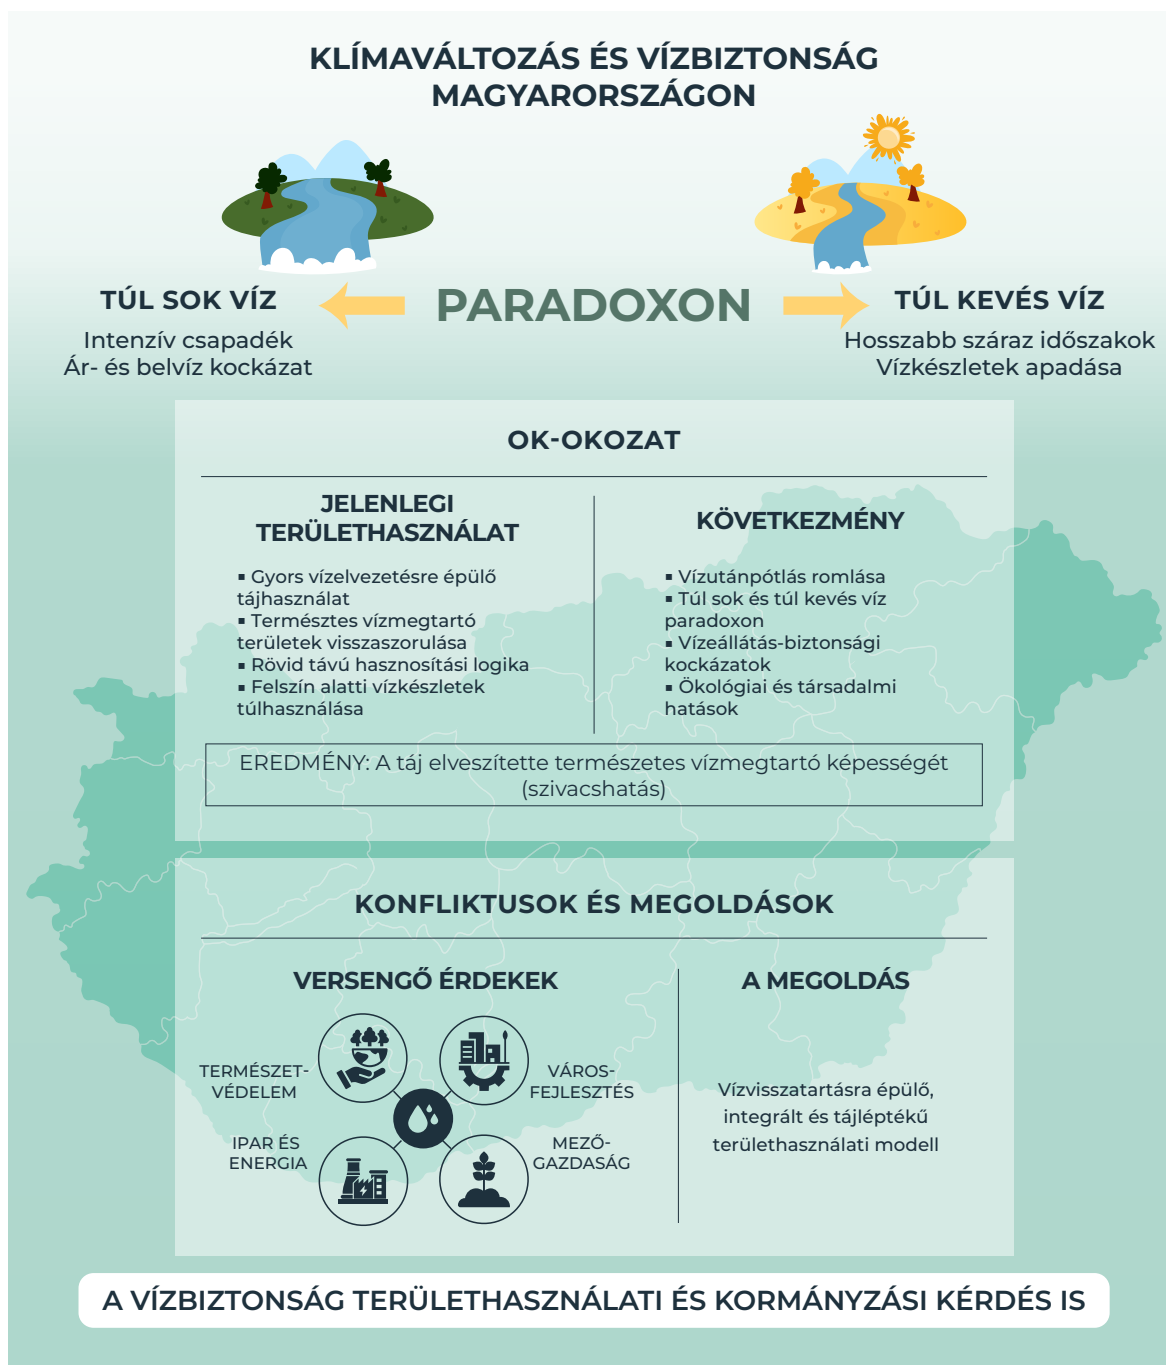 KLÍMAVÁLTOZÁS ÉS VÍZBIZTONSÁG
MAGYARORSZÁGON
TÚL SOK VÍZ
Intenzív csapadék
Ár- és belvíz kockázat
PARADOXON
TÚL KEVÉS VÍZ
Hosszabb száraz időszakok
Vízkészletek apadása
OK-OKOZAT
JELENLEGI
TERÜLETHASZNÁLAT
▪ Gyors vízelvezetésre épülő
tájhasználat
▪ Természtes vízmegtartó
területek visszaszorulása
▪ Rövid távú hasznosítási logika
▪ Felszín alatti vízkészletek
túlhasználása
KÖVETKEZMÉNY
▪ Vízutánpótlás romlása
▪ Túl sok és túl kevés víz
paradoxon
▪ Vízeállátás-biztonsági
kockázatok
▪ Ökológiai és társadalmi
hatások
EREDMÉNY: A táj elveszítette természetes vízmegtartó képességét
(szivacshatás)
KONFLIKTUSOK ÉS MEGOLDÁSOK
VERSENGŐ ÉRDEKEK
TERMÉSZET-
VÉDELEM
VÁROS-
FEJLESZTÉS
IPAR ÉS
ENERGIA
MEZŐ-
GAZDASÁG
A MEGOLDÁS
Vízvisszatartásra épülő,
integrált és tájléptékű
területhasználati modell
A VÍZBIZTONSÁG TERÜLETHASZNÁLATI ÉS KORMÁNYZÁSI KÉRDÉS IS